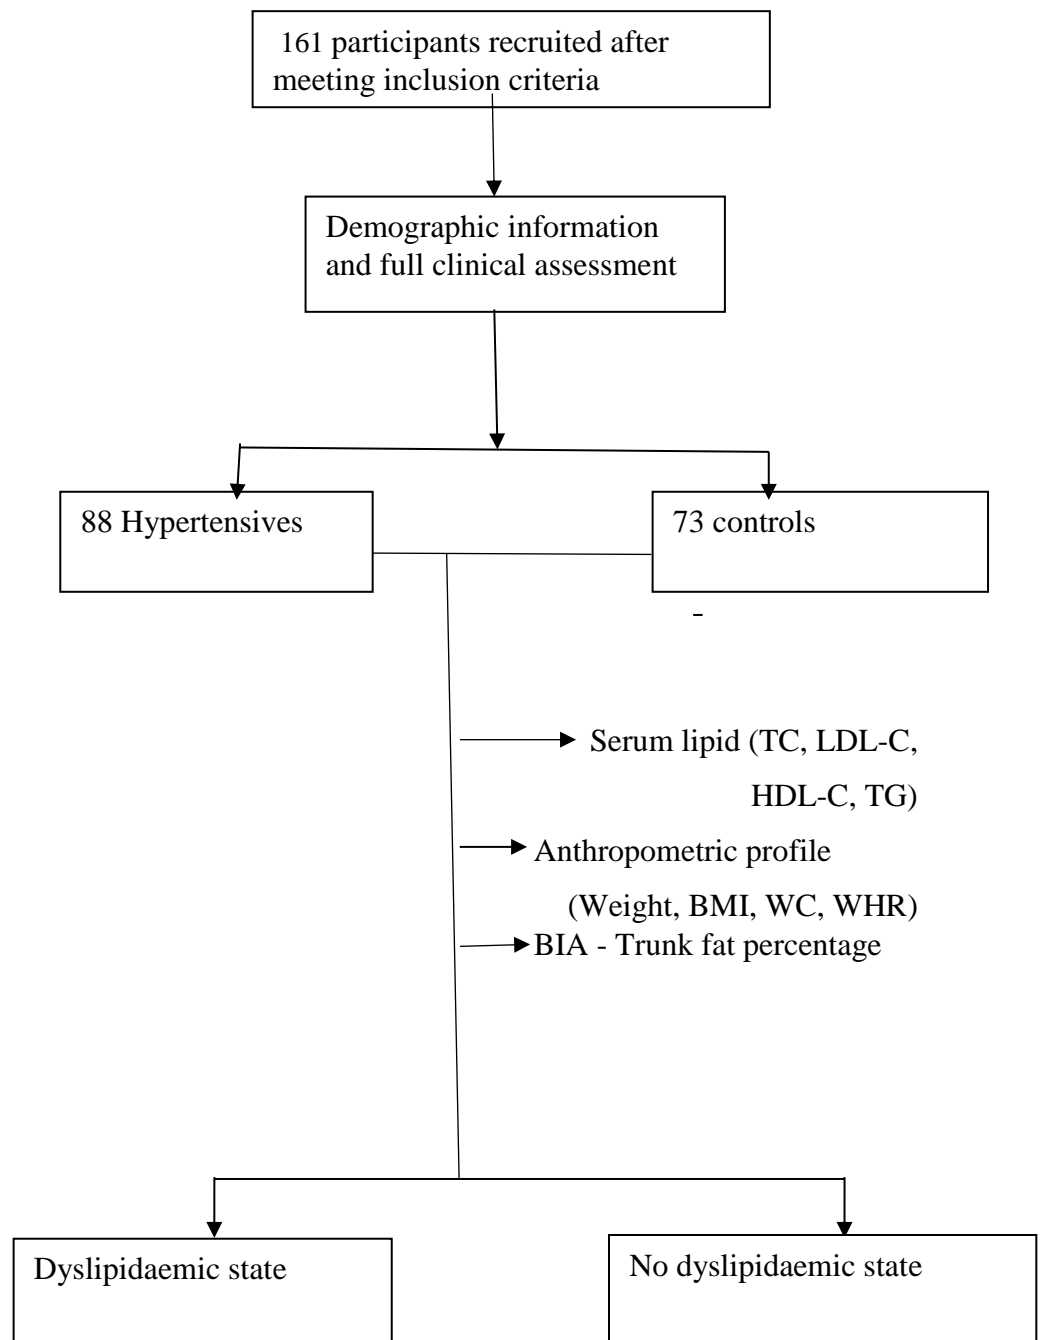 161 participants recruited after
meeting inclusion criteria
Demographic information
and full clinical assessment
88 Hypertensives
73 controls
-
Serum lipid (TC, LDL-C,
HDL-C, TG)
Anthropometric profile
(Weight, BMI, WC, WHR)
BIA - Trunk fat percentage
Dyslipidaemic state
No dyslipidaemic state